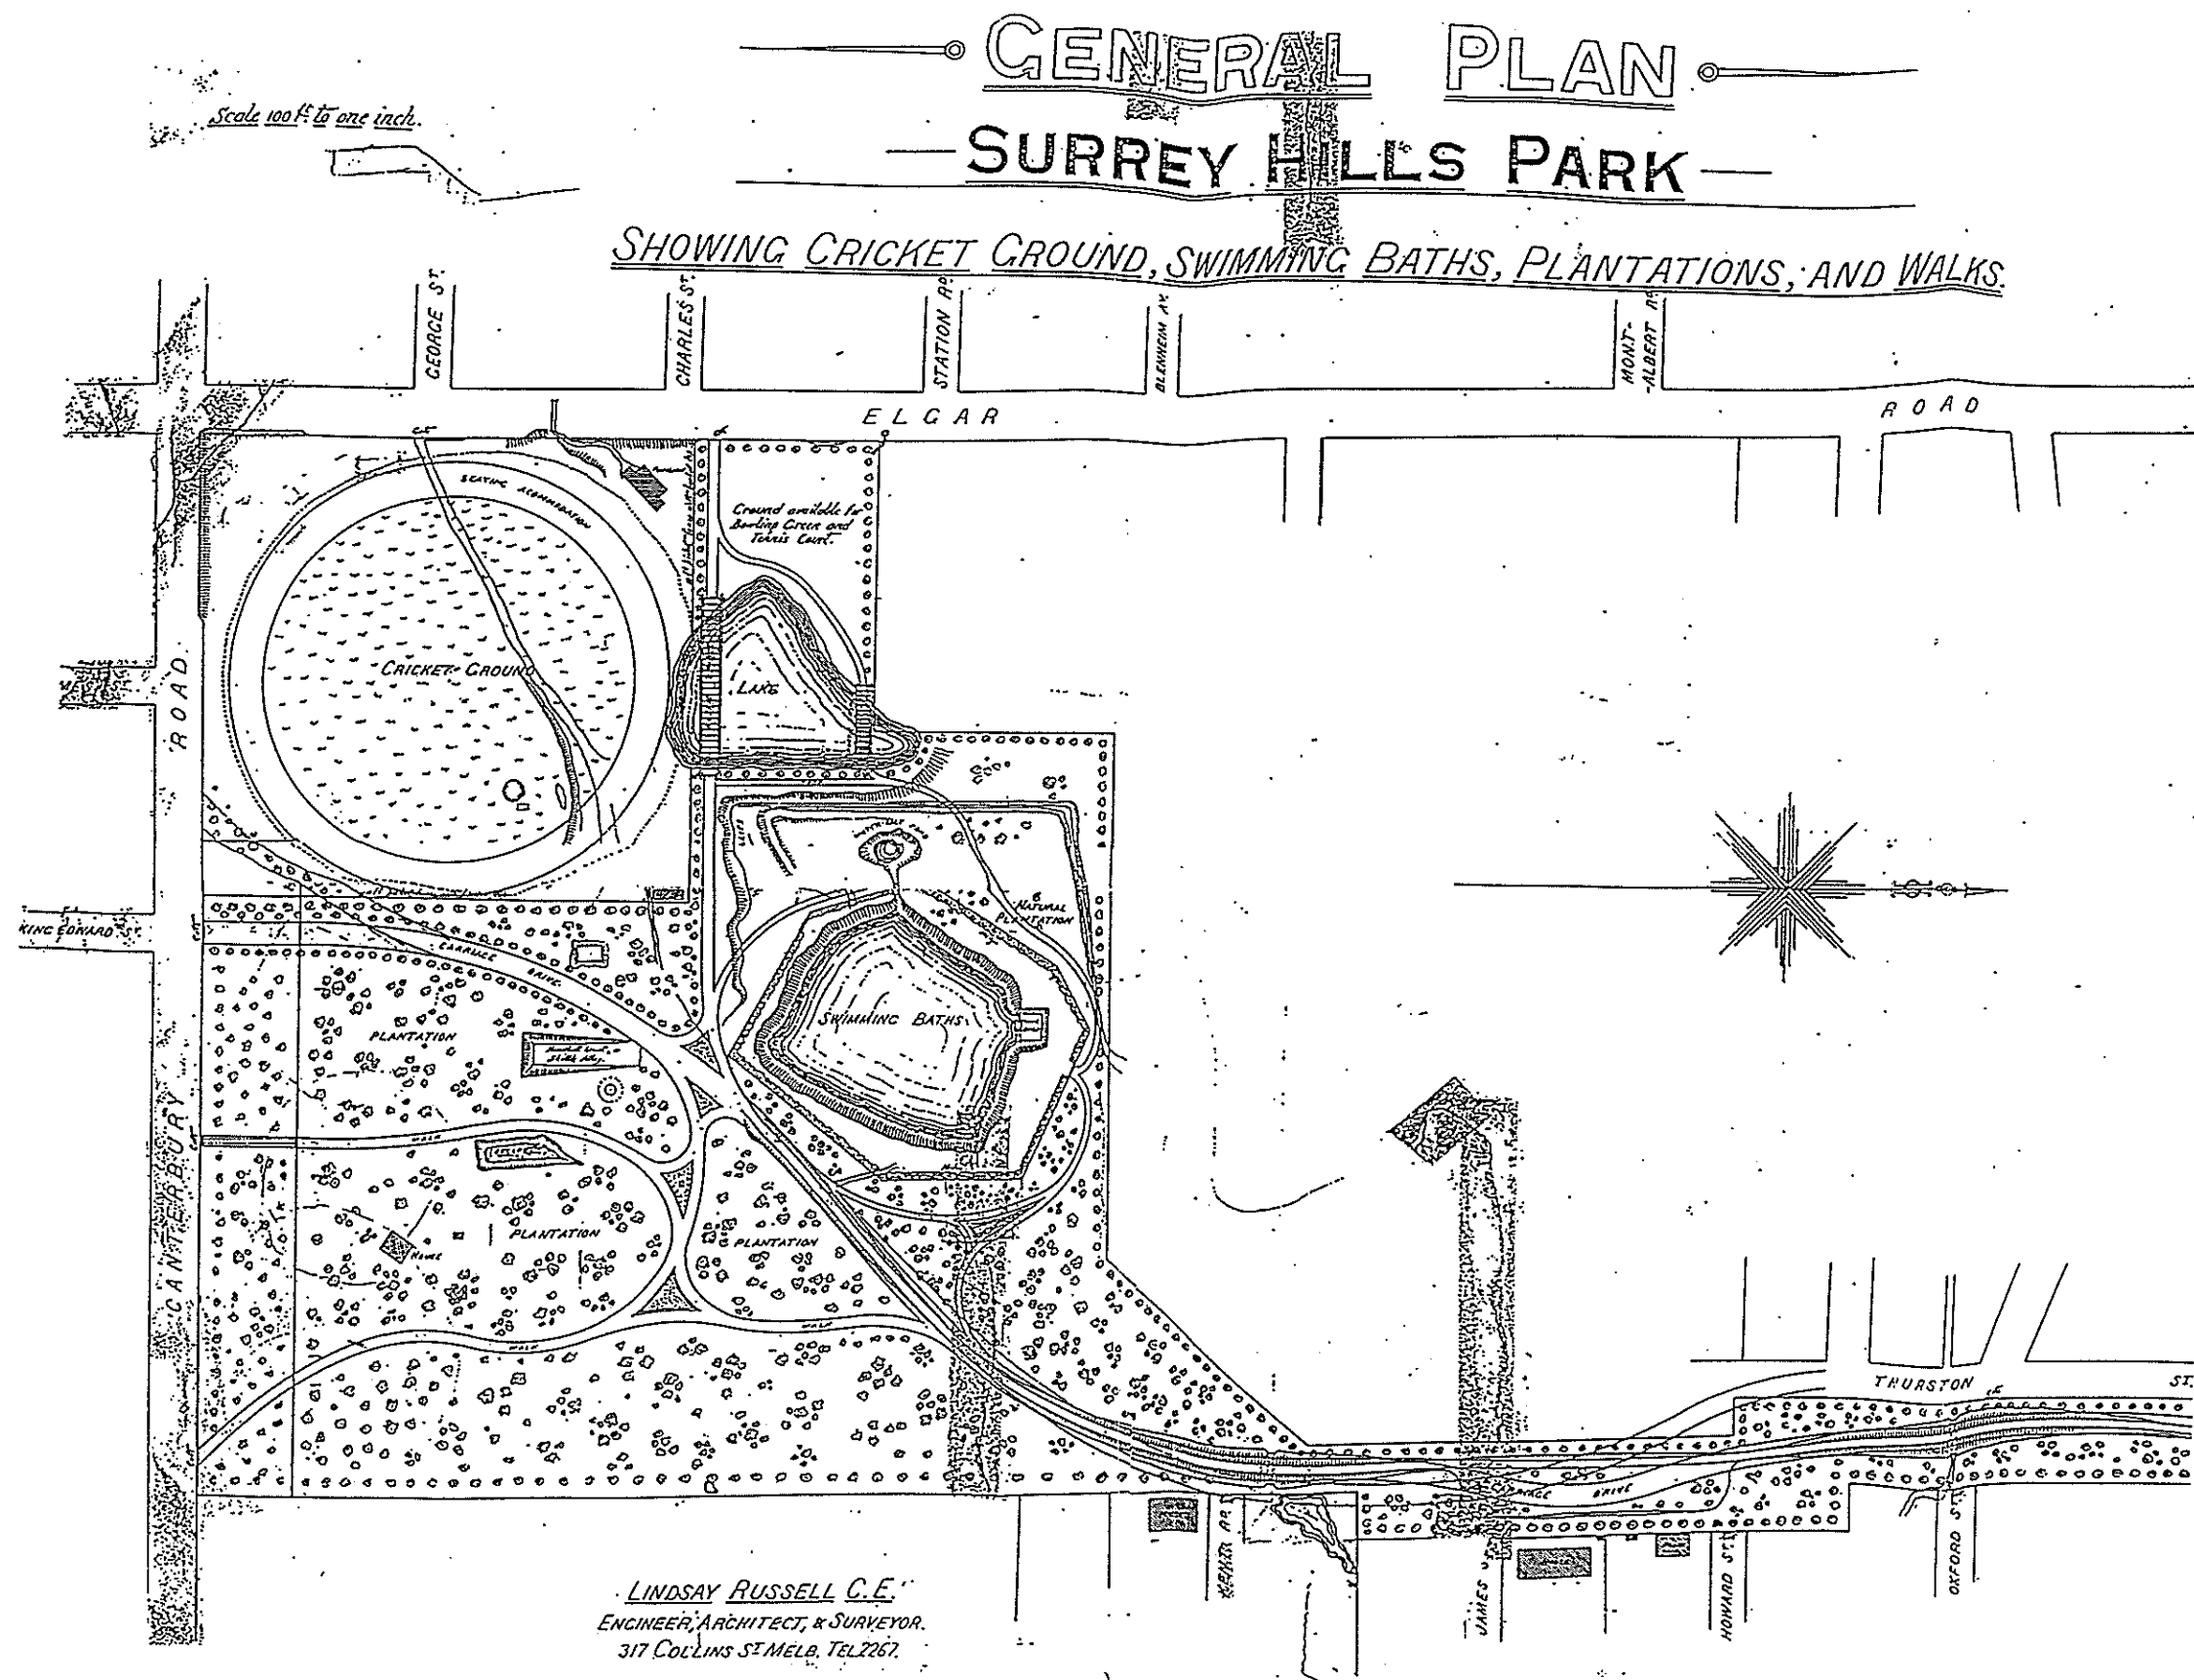 GENERAL PLAN
SURREY HILLS PARK
SHOWING CRICKET GROUND, SWIMMING BATHS, PLANTATIONS, AND WALKS.
Scale 100 Ft. to one inch.
GEORGE ST.
CHARLES ST.
STATION RD.
BLENHEIM AV.
MONT-
-ALBERT RD.
ELGAR ROAD
SEATING ACOMMODATION
Ground available for
Bowling Green and
Tennis Court.
CRICKET GROUND
LAKE
ROAD
NATURAL
PLANTATION
KING EDWARD ST.
CARRIAGE DRIVE
SWIMMING BATHS
PLANTATION
CANTERBURY
WALK
PLANTATION
PLANTATION
House
WALK
WALK
THURSTON ST.
DRIVE
JAMES ST.
HOWARD ST.
OXFORD ST.
LINDSAY RUSSELL C.E.
ENGINEER, ARCHITECT, & SURVEYOR.
317 COLLINS ST MELB. TEL 2267.